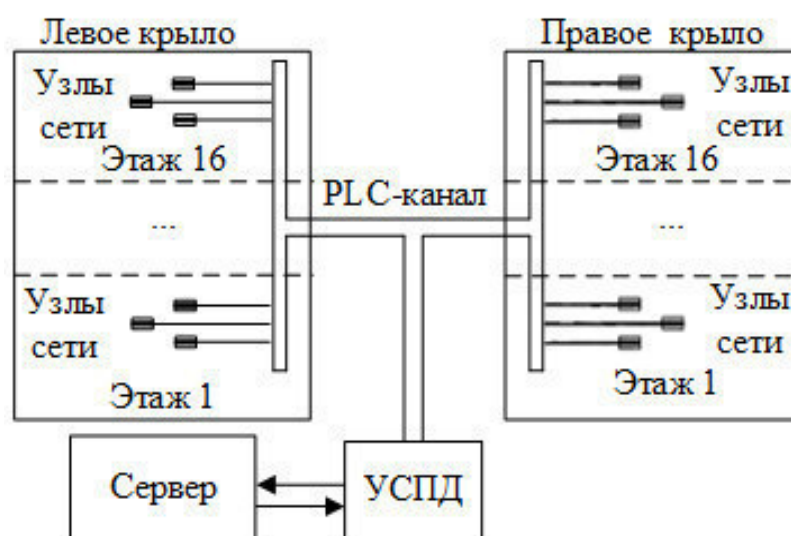 Левое крыло
Правое крыло
Узлы
сети
Этаж 16
Узлы
сети
Этаж 16
PLC-канал
...
...
Узлы
сети
Этаж 1
Узлы
сети
Этаж 1
Сервер
УСПД